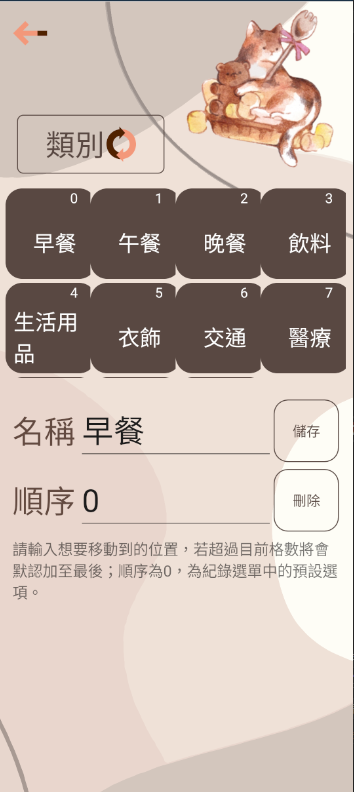 類別
0
1
2
3
早餐
午餐
晚餐
飲料
4
5
6
7
生活用
品
衣飾
交通
醫療
名稱 早餐
儲存
順序 0
刪除
請輸入想要移動到的位置，若超過目前格數將會
默認加至最後；順序為0，為紀錄選單中的預設選
項。